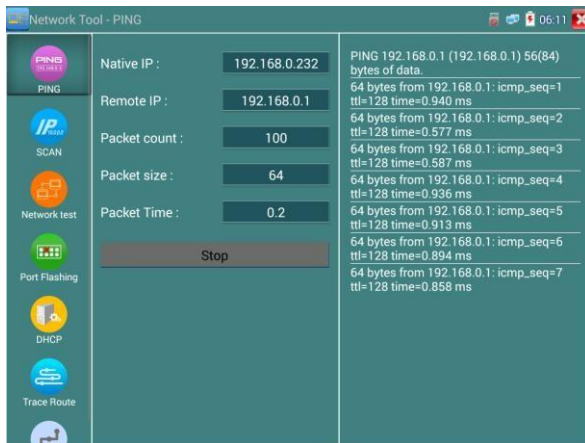 Network Tool - PING
06:11
PING
PING
SCAN
Network test
Port Flashing
DHCP
Trace Route
Native IP :
192.168.0.232
Remote IP :
192.168.0.1
Packet count :
100
Packet size :
64
Packet Time :
0.2
Stop
PING 192.168.0.1 (192.168.0.1) 56(84)
bytes of data.
64 bytes from 192.168.0.1: icmp_seq=1
ttl=128 time=0.940 ms
64 bytes from 192.168.0.1: icmp_seq=2
ttl=128 time=0.577 ms
64 bytes from 192.168.0.1: icmp_seq=3
ttl=128 time=0.587 ms
64 bytes from 192.168.0.1: icmp_seq=4
ttl=128 time=0.936 ms
64 bytes from 192.168.0.1: icmp_seq=5
ttl=128 time=0.913 ms
64 bytes from 192.168.0.1: icmp_seq=6
ttl=128 time=0.894 ms
64 bytes from 192.168.0.1: icmp_seq=7
ttl=128 time=0.858 ms